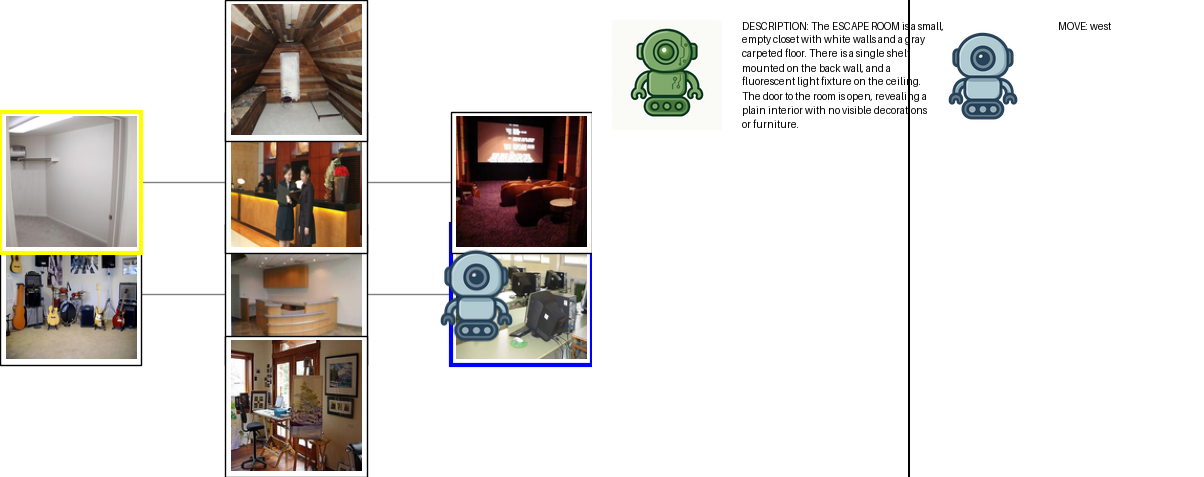 DESCRIPTION: The ESCAPE ROOM is a small,
empty closet with white walls and a gray
carpeted floor. There is a single shelf
mounted on the back wall, and a
fluorescent light fixture on the ceiling.
The door to the room is open, revealing a
plain interior with no visible decorations
or furniture.
MOVE: west